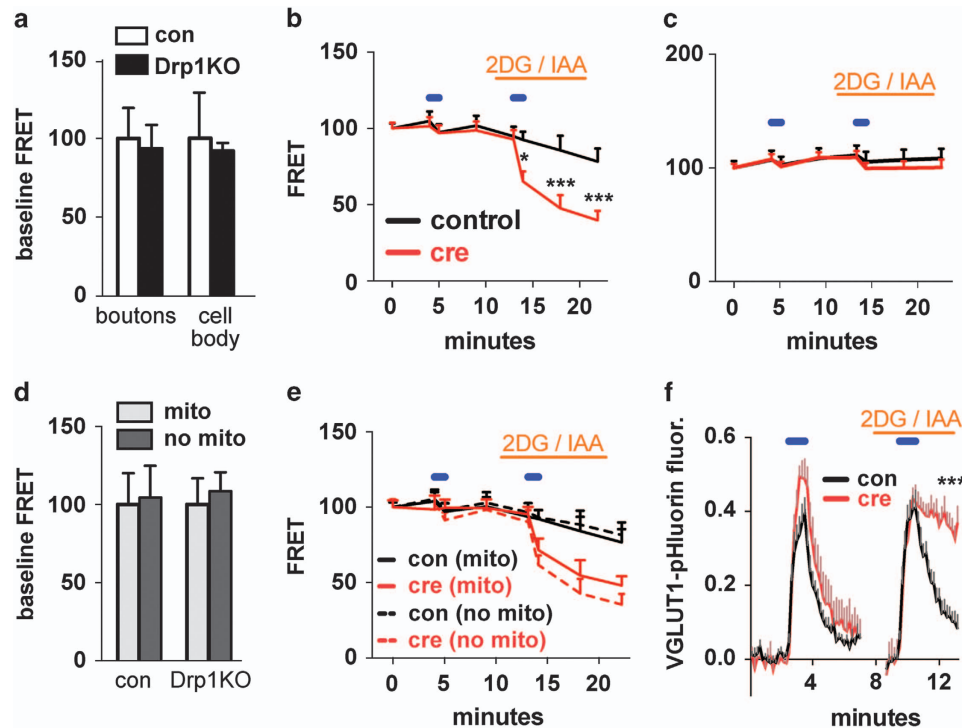 a
con
Drp1KO
150
100
50
0
baseline FRET
boutons
cell body
b
150
100
50
0
FRET
2DG / IAA
*
***
***
control
cre
0 5 10 15 20
minutes
c
200
100
0
2DG / IAA
0 5 10 15 20
minutes
d
mito
no mito
150
100
50
0
baseline FRET
con Drp1KO
e
150
100
50
0
FRET
2DG / IAA
con (mito)
cre (mito)
con (no mito)
cre (no mito)
0 5 10 15 20
minutes
f
2DG / IAA
0.6
0.4
0.2
0.0
VGLUT1-pHluorin fluor.
con
cre
***
4 8 12
minutes